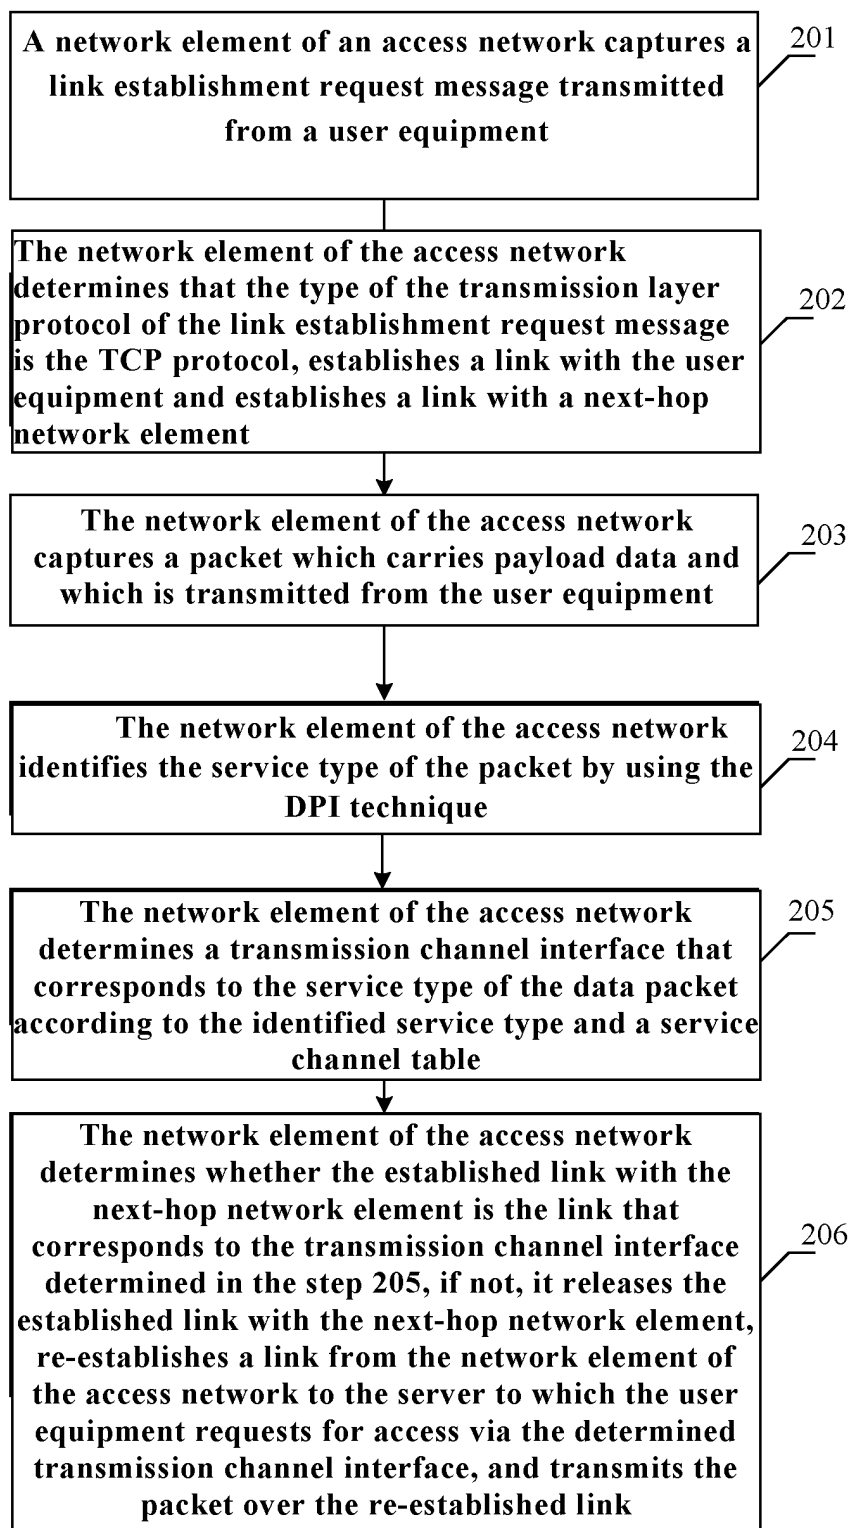 A network element of an access network captures a
link establishment request message transmitted
from a user equipment
201
The network element of the access network
determines that the type of the transmission layer
protocol of the link establishment request message
is the TCP protocol, establishes a link with the user
equipment and establishes a link with a next-hop
network element
202
The network element of the access network
captures a packet which carries payload data and
which is transmitted from the user equipment
203
The network element of the access network
identifies the service type of the packet by using the
DPI technique
204
The network element of the access network
determines a transmission channel interface that
corresponds to the service type of the data packet
according to the identified service type and a service
channel table
205
The network element of the access network
determines whether the established link with the
next-hop network element is the link that
corresponds to the transmission channel interface
determined in the step 205, if not, it releases the
established link with the next-hop network element,
re-establishes a link from the network element of
the access network to the server to which the user
equipment requests for access via the determined
transmission channel interface, and transmits the
packet over the re-established link
206